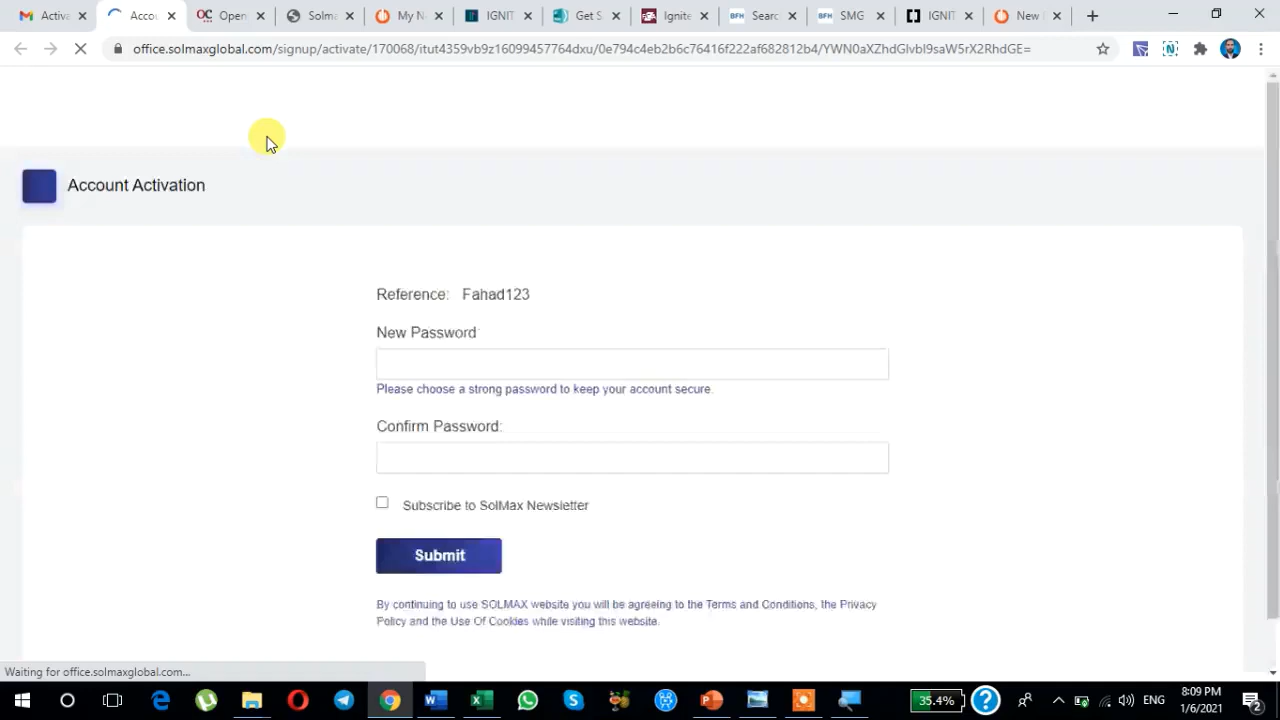 Activa
Accou
OC Open
Solma
My N
IGNIT
Get S
Ignite
BFH Searc
BFH SMG
IGNIT
New
office.solmaxglobal.com/signup/activate/170068/itut4359vb9z16099457764dxu/0e794c4eb2b6c76416f222af682812b4/YWN0aXZhdGlvbl9saW5rX2RhdGE=
Account Activation
Reference: Fahad123
New Password
Please choose a strong password to keep your account secure.
Confirm Password:
Subscribe to SolMax Newsletter
Submit
By continuing to use SOLMAX website you will be agreeing to the Terms and Conditions, the Privacy
Policy and the Use Of Cookies while visiting this website.
Waiting for office.solmaxglobal.com...
35.4%
ENG
8:09 PM
1/6/2021
2